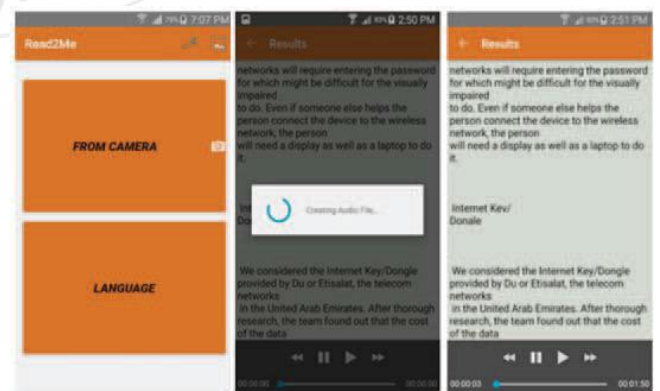 7:07 PM
Read2Me
FROM CAMERA
LANGUAGE
2:50 PM
Results
networks will require entering the password
for which might be difficult for the visually
impaired
to do. Even if someone else helps the
person connect the device to the wireless
network, the person
will need a display as well as a laptop to do
it.
Creating Audio File...
We considered the Internet Key/Dongle
provided by Du or Etisalat, the telecom
networks
in the United Arab Emirates. After thorough
research, the team found out that the cost
of the data
00:00:00
00:00:00
2:51 PM
Results
networks will require entering the password
for which might be difficult for the visually
impaired
to do. Even if someone else helps the
person connect the device to the wireless
network, the person
will need a display as well as a laptop to do
it.
Internet Key/
Donale
We considered the Internet Key/Dongle
provided by Du or Etisalat, the telecom
networks
in the United Arab Emirates. After thorough
research, the team found out that the cost
of the data
00:00:03
00:01:50